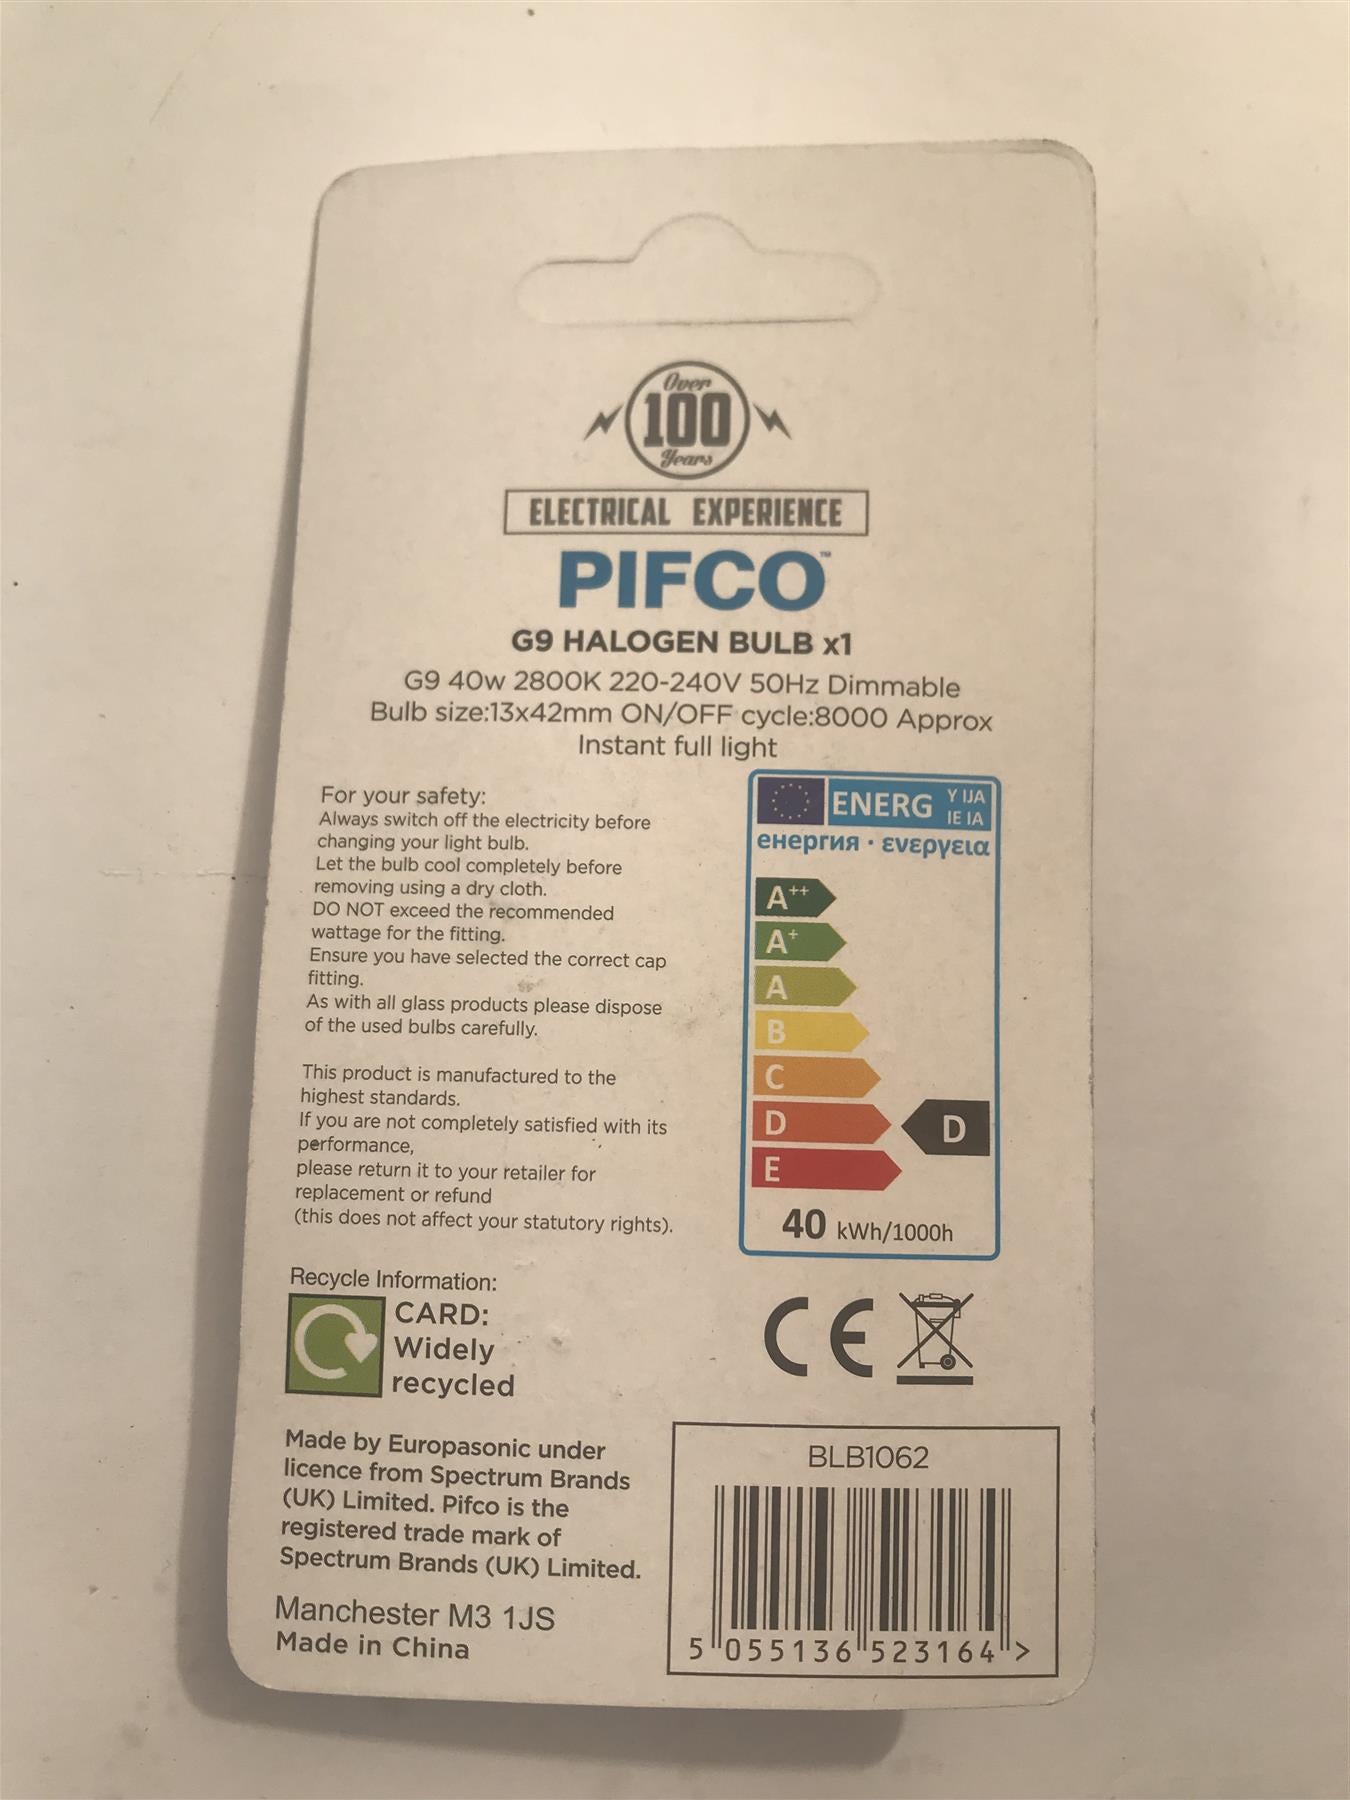 Over
100
Years
ELECTRICAL EXPERIENCE
PIFCO™
G9 HALOGEN BULB x1
G9 40w 2800K 220-240V 50Hz Dimmable
Bulb size:13x42mm ON/OFF cycle:8000 Approx
Instant full light
For your safety:
Always switch off the electricity before
changing your light bulb.
Let the bulb cool completely before
removing using a dry cloth.
DO NOT exceed the recommended
wattage for the fitting.
Ensure you have selected the correct cap
fitting.
As with all glass products please dispose
of the used bulbs carefully.
This product is manufactured to the
highest standards.
If you are not completely satisfied with its
performance,
please return it to your retailer for
replacement or refund
(this does not affect your statutory rights).
ENERG Y IJA
IE IA
енергия · ενεργεια
A++
A+
A
B
C
D
D
E
40 kWh/1000h
Recycle Information:
CARD:
Widely
recycled
CE
Made by Europasonic under
licence from Spectrum Brands
(UK) Limited. Pifco is the
registered trade mark of
Spectrum Brands (UK) Limited.
Manchester M3 1JS
Made in China
BLB1062
5 055136 523164 >